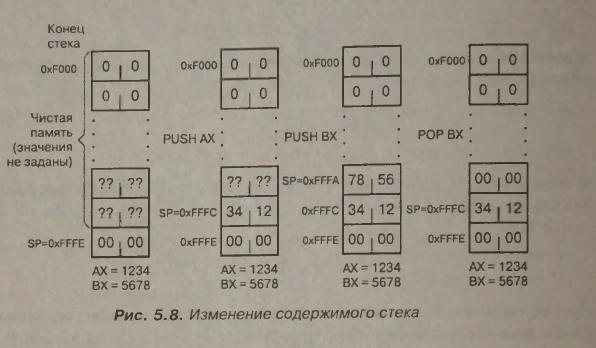 Конец
стека
0xF000 0 0 0xF000 0 0 0xF000 0 0 0xF000 0 0
0 0 0 0 0 0 0 0
Чистая
память
(значения
не заданы)
PUSH AX PUSH BX POP BX
?? ?? ?? ?? SP=0xFFFA 78 56 00 00
?? ?? SP=0xFFFC 34 12 0xFFFC 34 12 SP=0xFFFC 34 12
SP=0xFFFE 00 00 0xFFFE 00 00 0xFFFE 00 00 0xFFFE 00 00
AX = 1234 AX = 1234 AX = 1234 AX = 1234
BX = 5678 BX = 5678 BX = 5678 BX = 5678
Рис. 5.8. Изменение содержимого стека